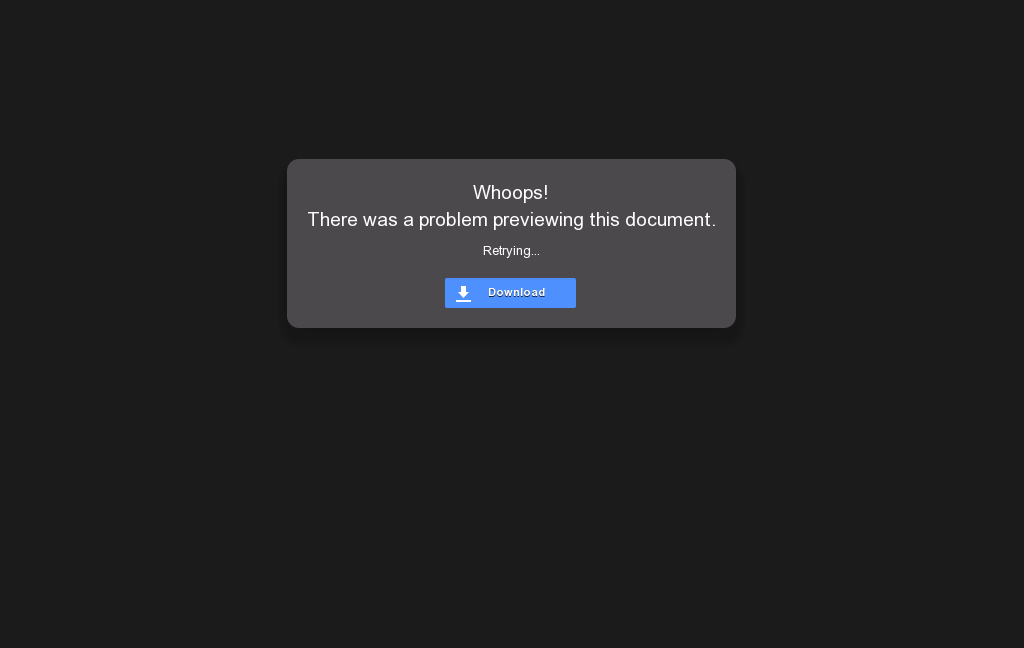 Whoops!
There was a problem previewing this document.
Retrying...
Download